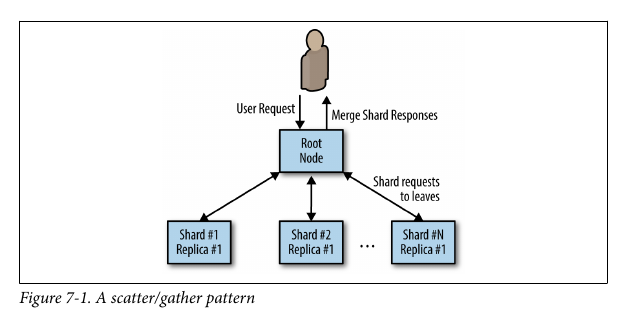 User Request
Merge Shard Responses
Root
Node
Shard requests
to leaves
Shard #1
Replica #1
Shard #2
Replica #1
...
Shard #N
Replica #1
Figure 7-1. A scatter/gather pattern